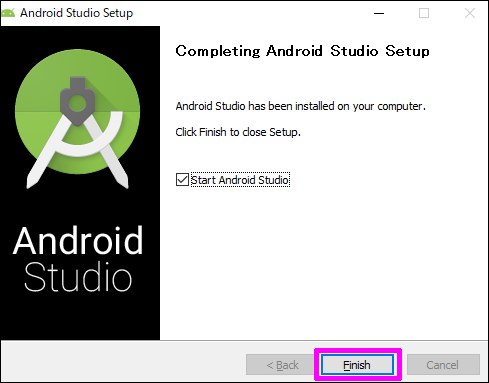 Android Studio Setup
Completing Android Studio Setup
Android Studio has been installed on your computer.
Click Finish to close Setup.
Start Android Studio
Android
Studio
< Back
Finish
Cancel